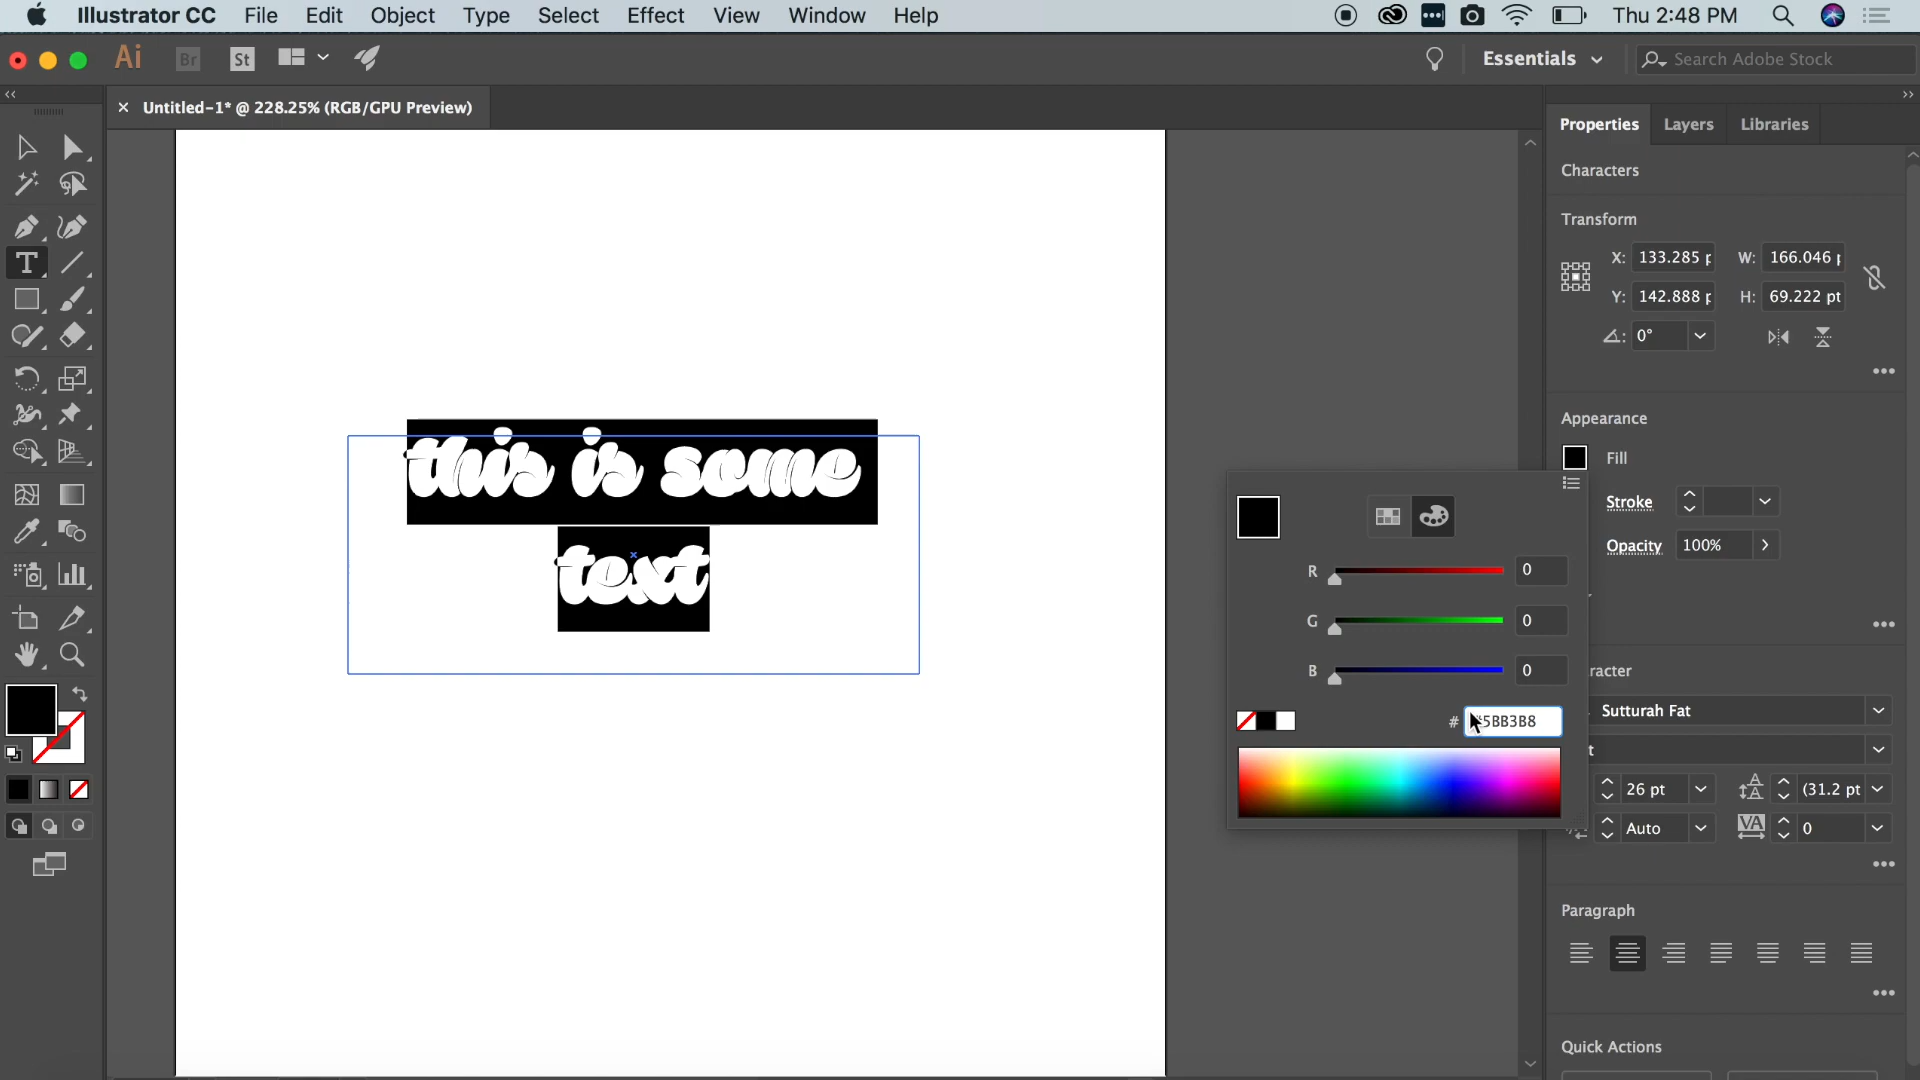 Illustrator CC File Edit Object Type Select Effect View Window Help Thu 2:48 PM
Ai Br St Essentials Search Adobe Stock
× Untitled-1* @ 228.25% (RGB/GPU Preview)
Properties Layers Libraries
Characters
Transform
X: 133.285 p W: 166.046 p
Y: 142.888 p H: 69.222 pt
0°
Appearance
Fill
Stroke
Opacity 100%
this is some
text
R 0
G 0
B 0
# 5BB3B8
racter
Sutturah Fat
t
26 pt (31.2 pt
Auto VA 0
Paragraph
Quick Actions